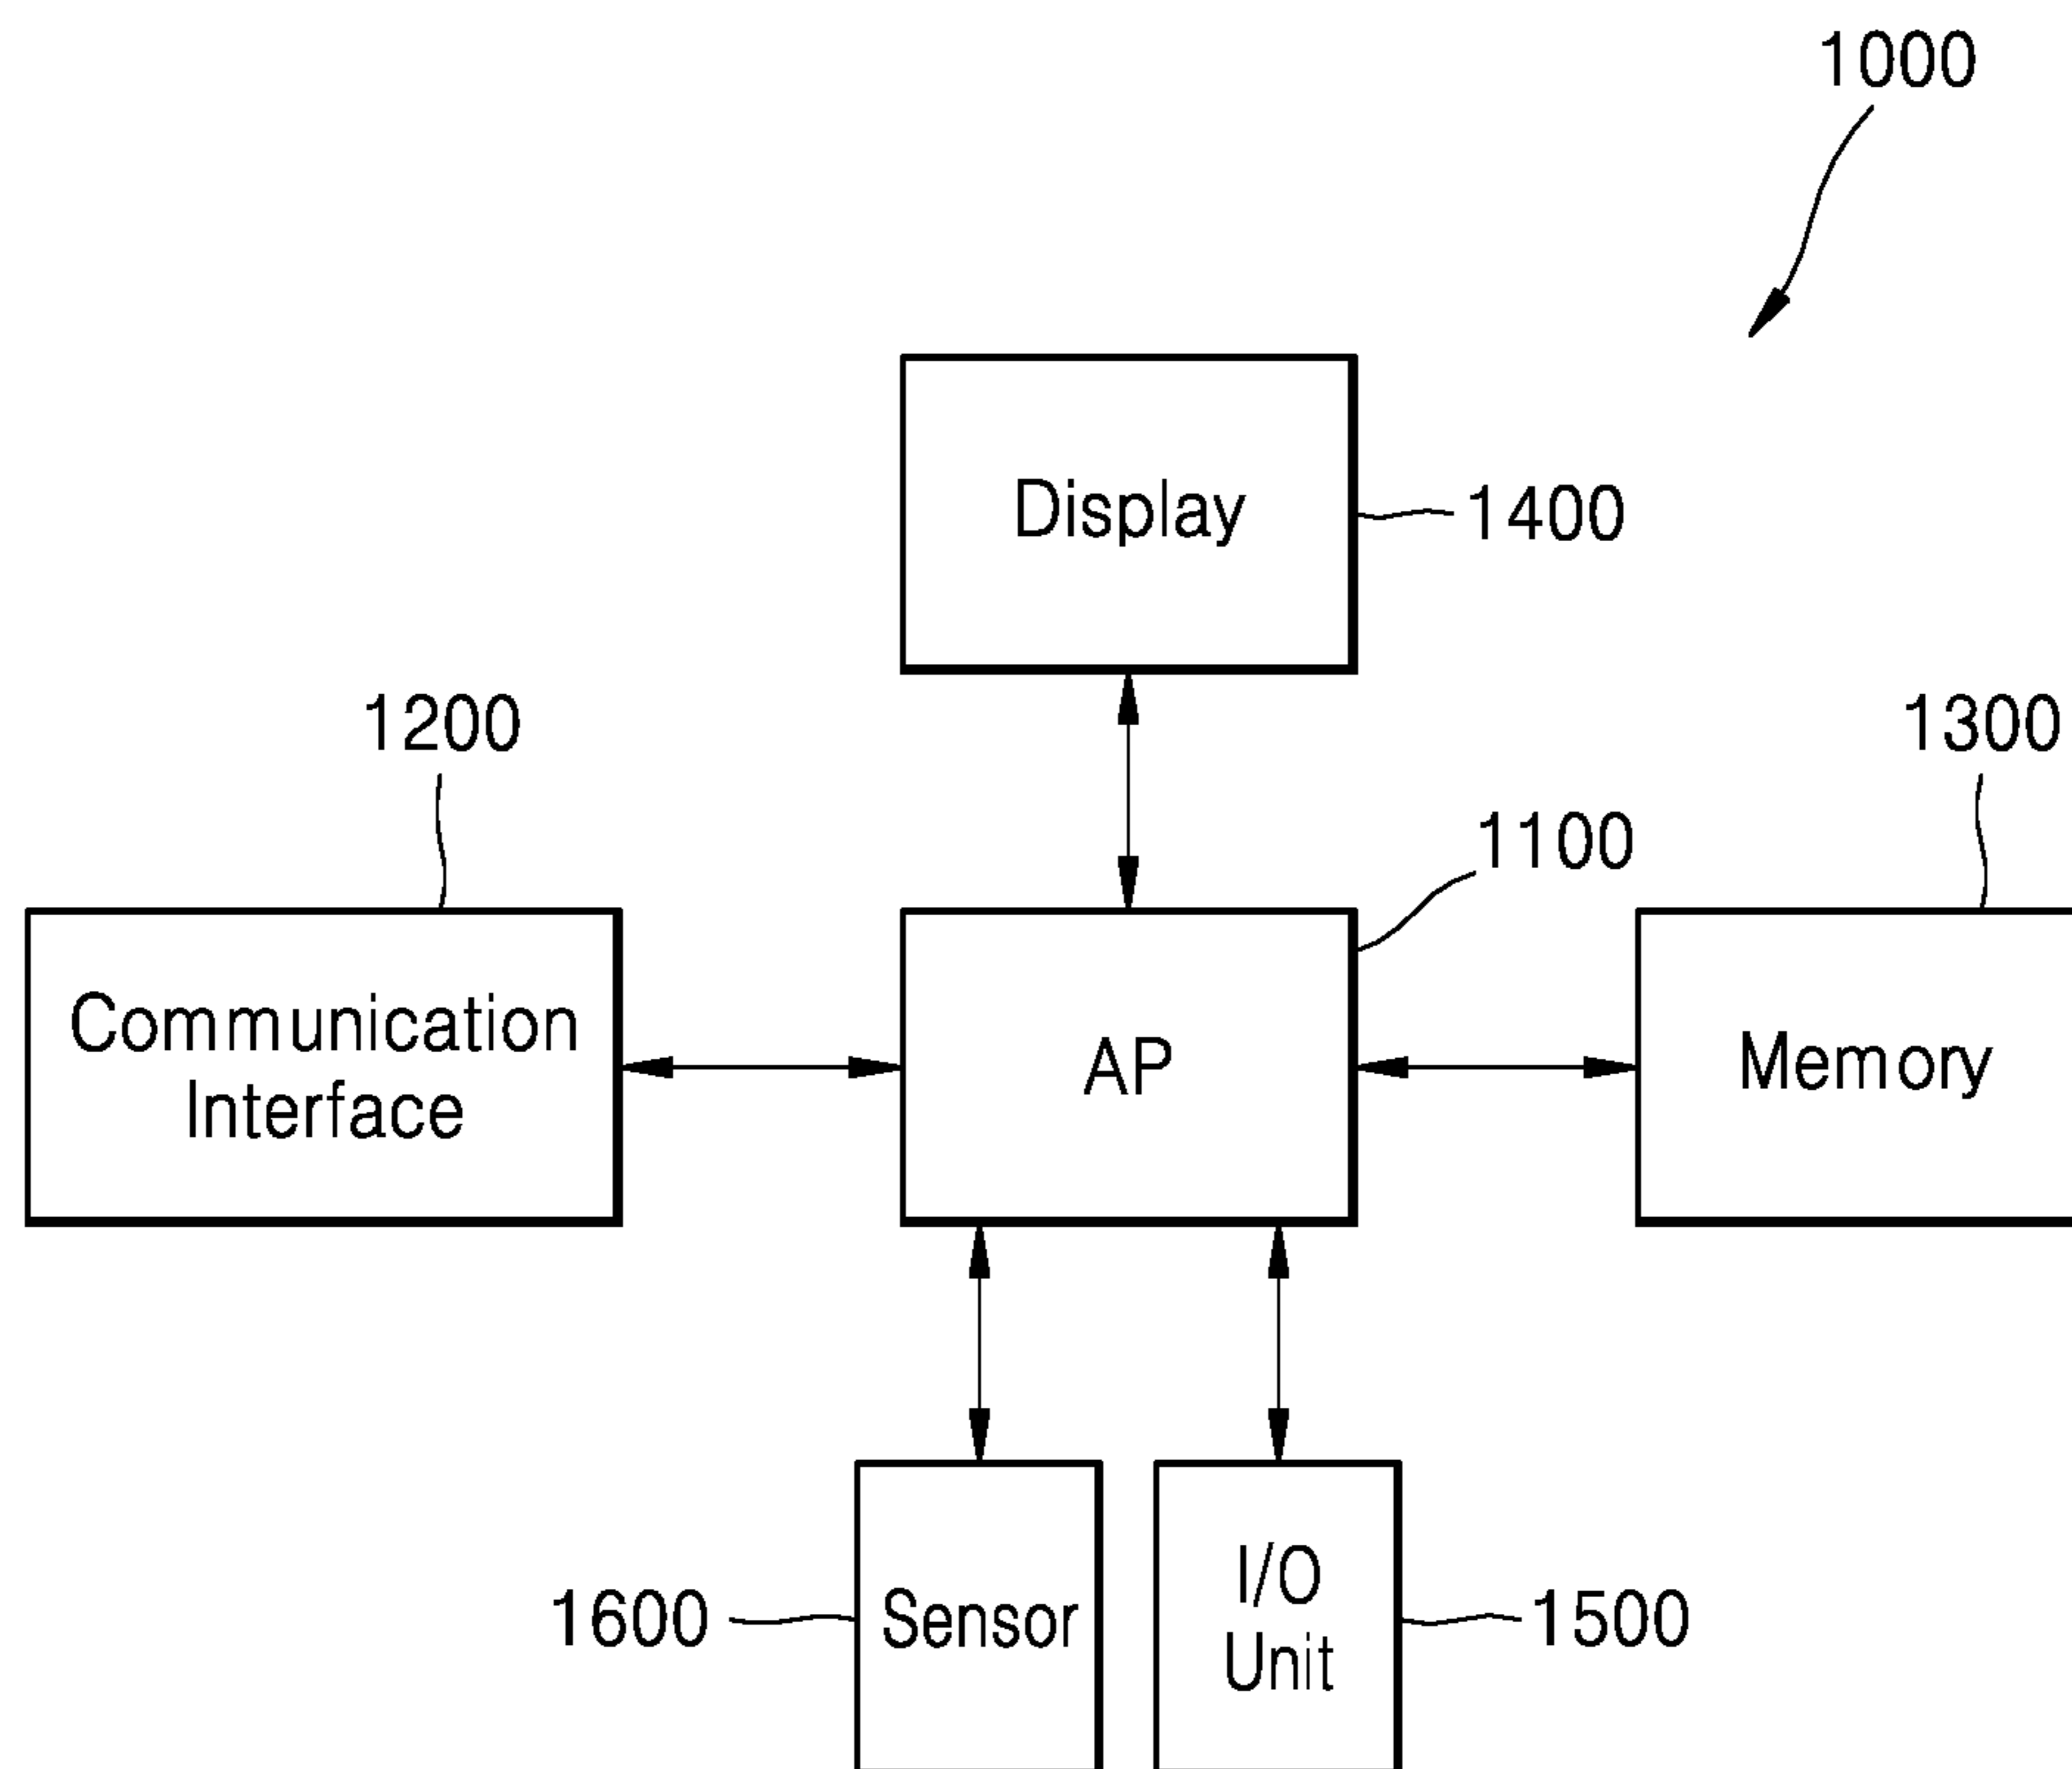 1000
Display
1400
1200
1300
1100
Communication
Interface
AP
Memory
1600
Sensor
I/O
Unit
1500